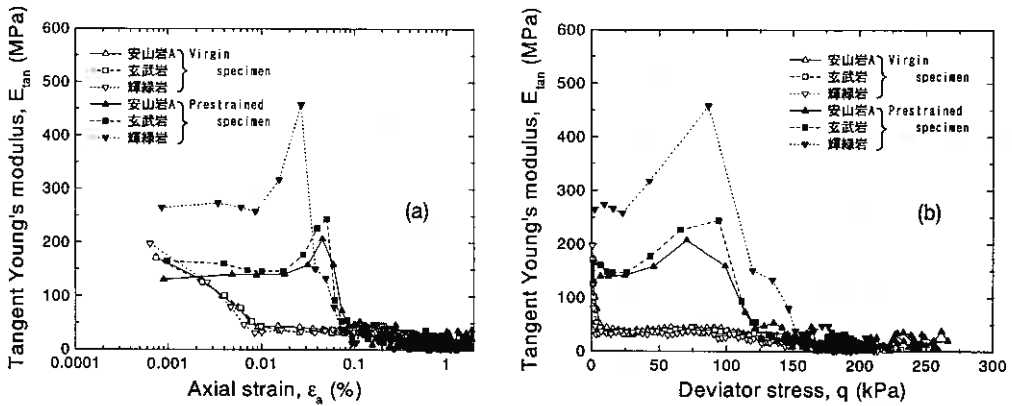 Tangent Young's modulus, E_tan (MPa)
600
500
400
300
200
100
0
0.0001
0.001
0.01
0.1
1
Axial strain, ε_a (%)
安山岩A Virgin
玄武岩 specimen
輝緑岩
安山岩A Prestrained
玄武岩 specimen
輝緑岩
(a)
Tangent Young's modulus, E_tan (MPa)
600
500
400
300
200
100
0
0
50
100
150
200
250
300
Deviator stress, q (kPa)
安山岩A Virgin
玄武岩 specimen
輝緑岩
安山岩A Prestrained
玄武岩 specimen
輝緑岩
(b)